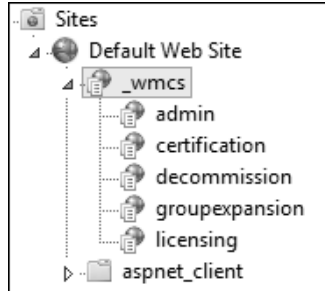 Sites
Default Web Site
_wmcs
admin
certification
decommission
groupexpansion
licensing
aspnet_client